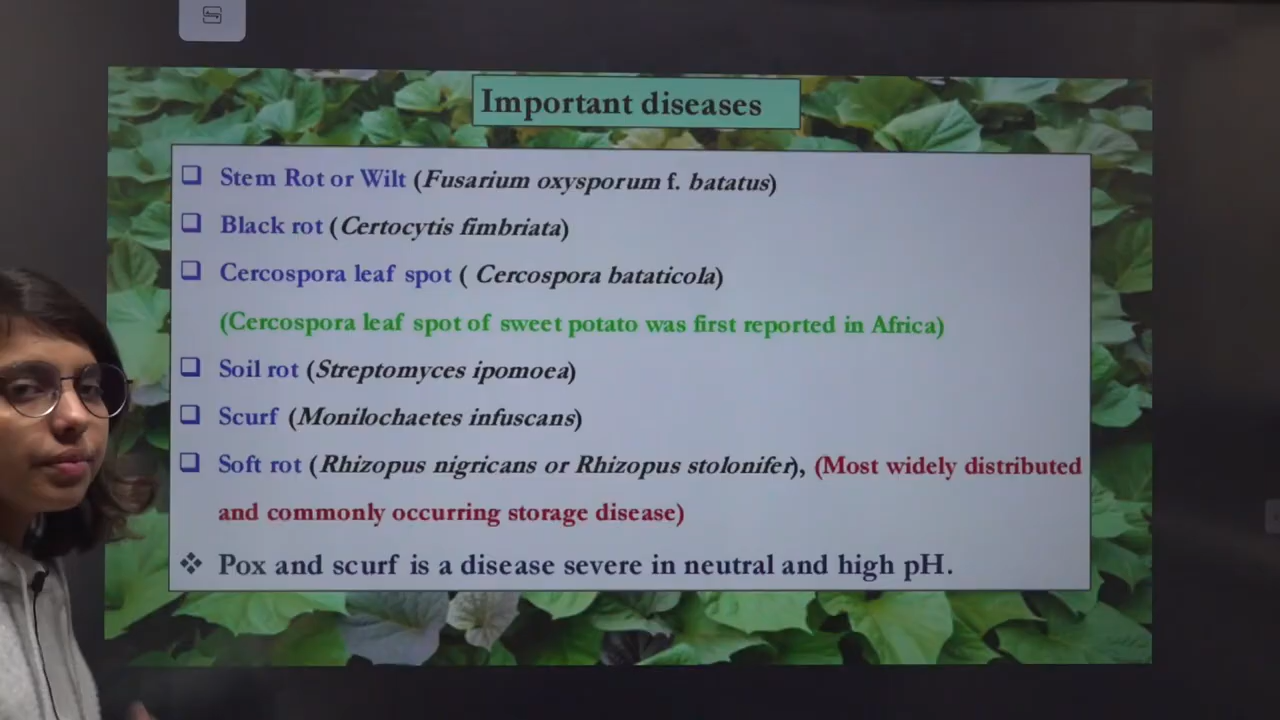 Important diseases
Stem Rot or Wilt (Fusarium oxysporum f. batatus)
Black rot (Certocytis fimbriata)
Cercospora leaf spot ( Cercospora bataticola)
(Cercospora leaf spot of sweet potato was first reported in Africa)
Soil rot (Streptomyces ipomoea)
Scurf (Monilochaetes infuscans)
Soft rot (Rhizopus nigricans or Rhizopus stolonifer), (Most widely distributed
and commonly occurring storage disease)
Pox and scurf is a disease severe in neutral and high pH.